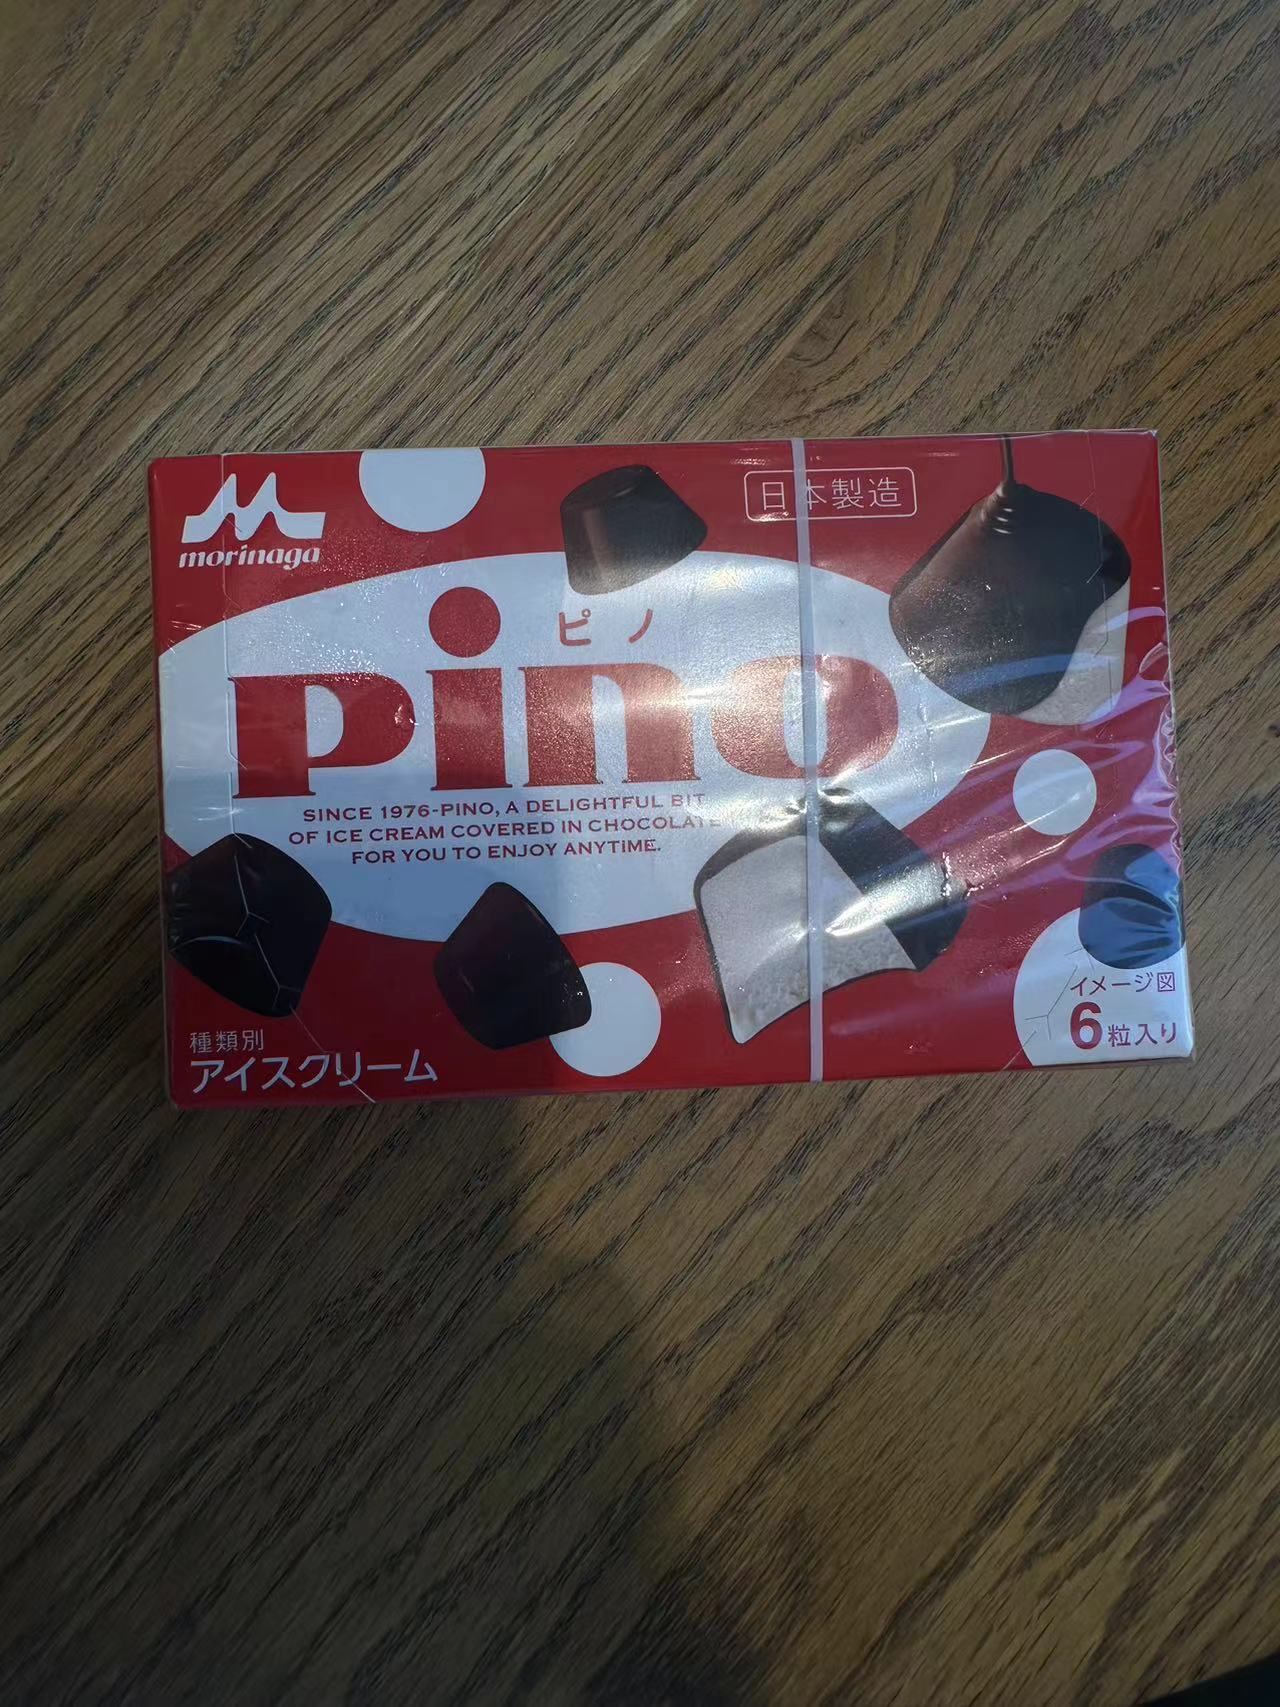 morinaga
日本製造
ピノ
pino
SINCE 1976-PINO, A DELIGHTFUL BIT
OF ICE CREAM COVERED IN CHOCOLATE
FOR YOU TO ENJOY ANYTIME.
種類別
アイスクリーム
イメージ図
6粒入り